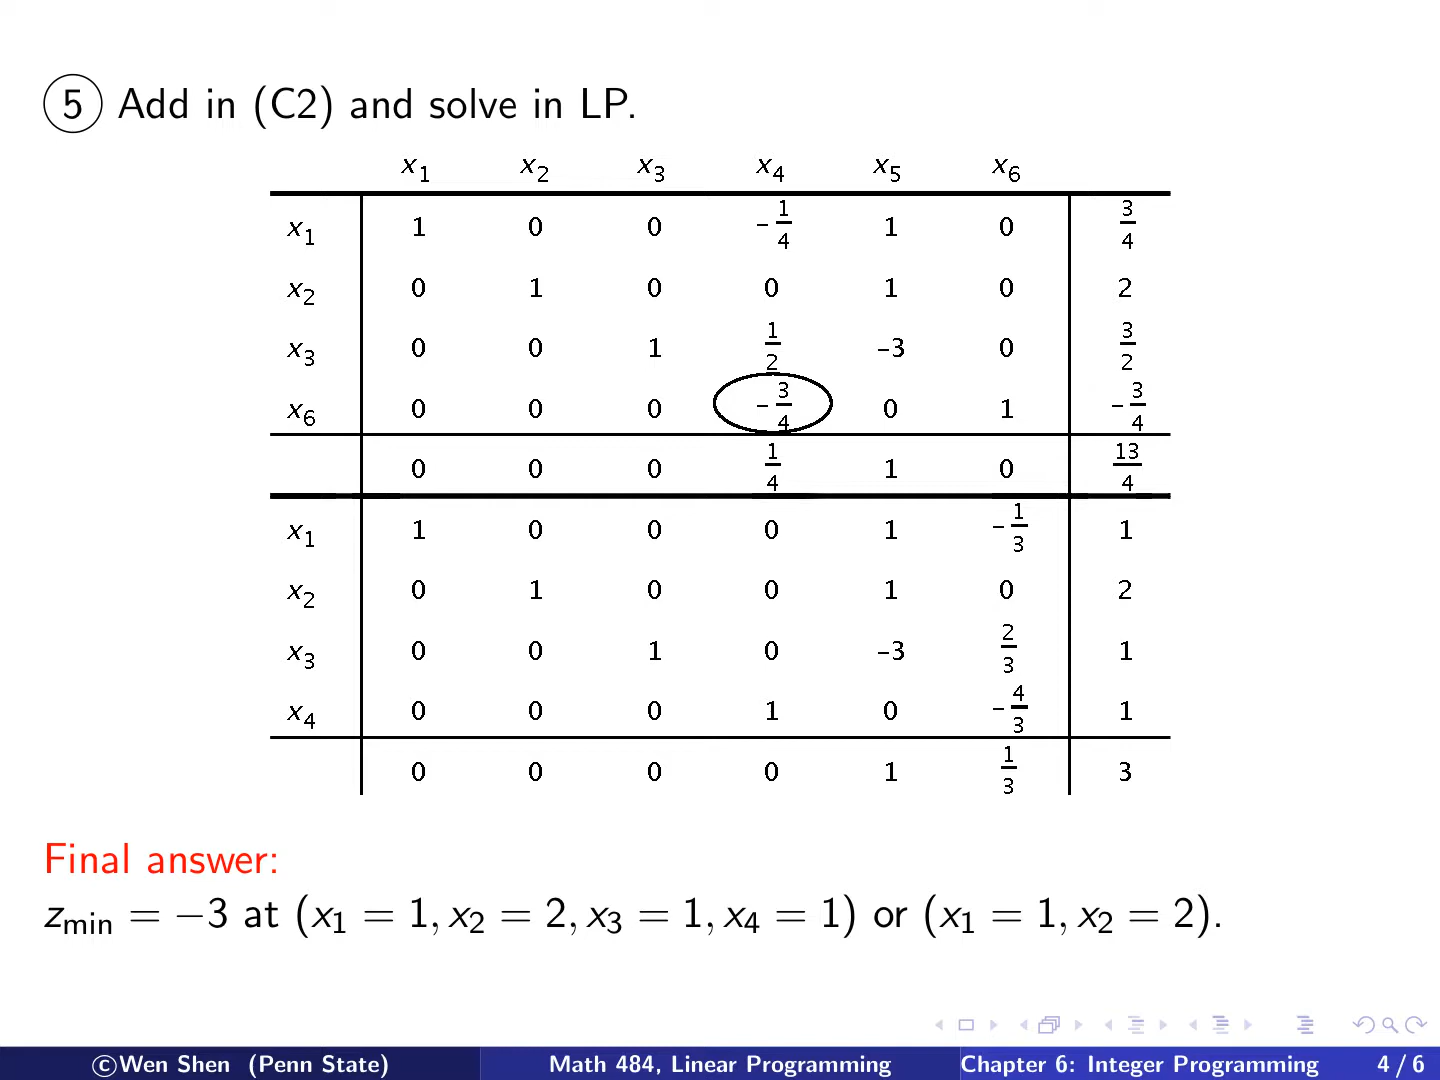 5 Add in (C2) and solve in LP.
x₁ x₂ x₃ x₄ x₅ x₆
x₁ 1 0 0 -1/4 1 0 3/4
x₂ 0 1 0 0 1 0 2
x₃ 0 0 1 1/2 -3 0 3/2
x₆ 0 0 0 -3/4 0 1 -3/4
0 0 0 1/4 1 0 13/4
x₁ 1 0 0 0 1 -1/3 1
x₂ 0 1 0 0 1 0 2
x₃ 0 0 1 0 -3 2/3 1
x₄ 0 0 0 1 0 -4/3 1
0 0 0 0 1 1/3 3
Final answer:
z_min = −3 at (x₁ = 1, x₂ = 2, x₃ = 1, x₄ = 1) or (x₁ = 1, x₂ = 2).
©Wen Shen (Penn State) Math 484, Linear Programming Chapter 6: Integer Programming 4 / 6